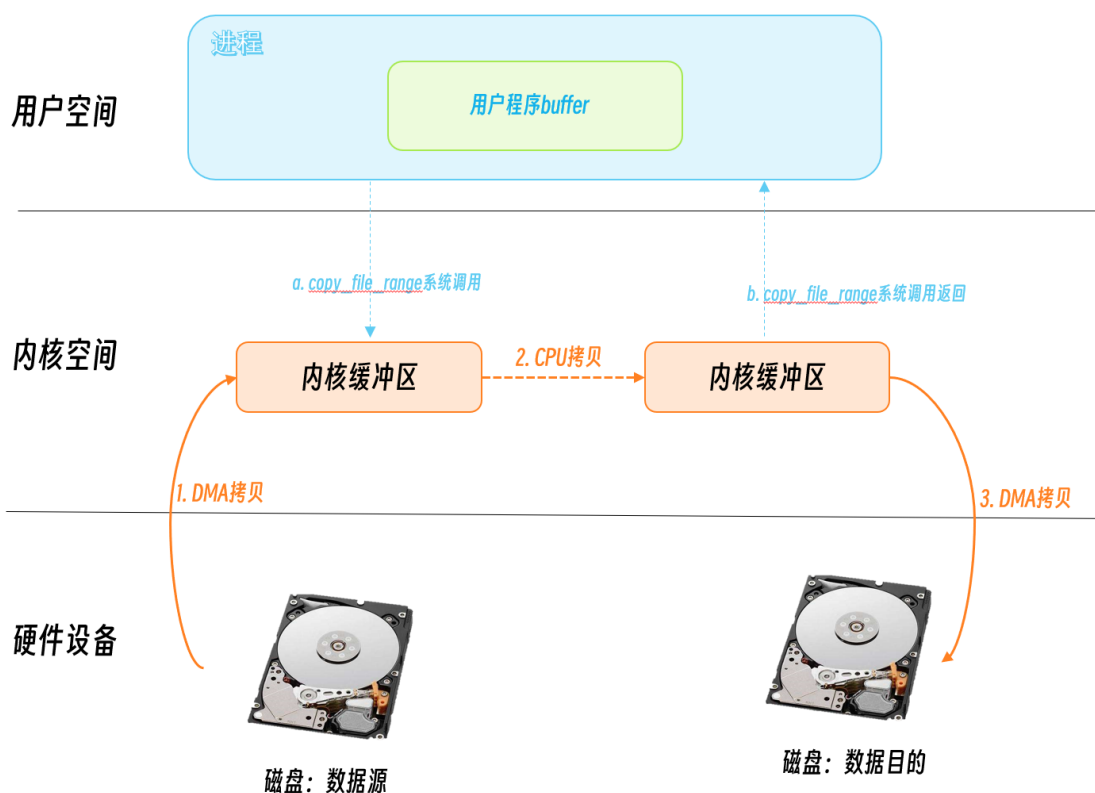 进程
用户程序buffer
用户空间
a. copy_file_range系统调用
b. copy_file_range系统调用返回
内核空间
内核缓冲区
2. CPU拷贝
内核缓冲区
1. DMA拷贝
3. DMA拷贝
硬件设备
磁盘：数据源
磁盘：数据目的